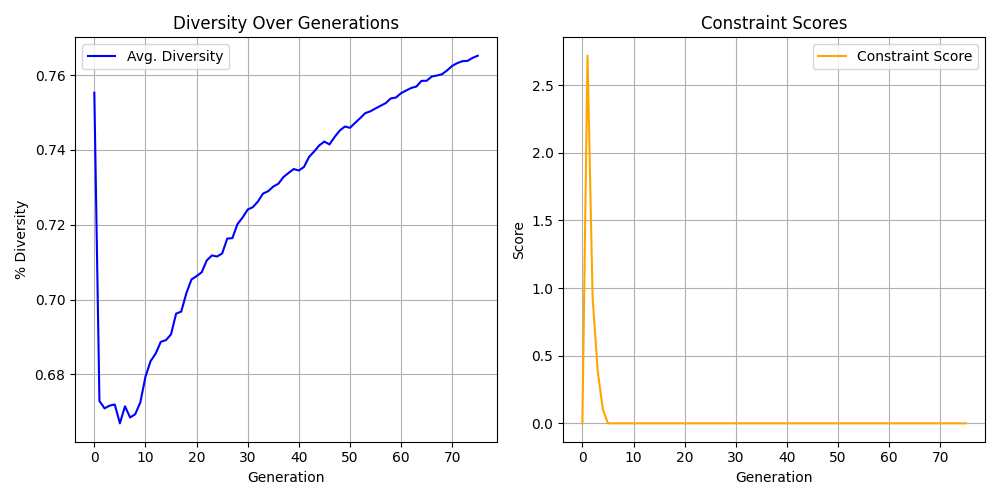 Diversity Over Generations
Avg. Diversity
% Diversity
0.76
0.74
0.72
0.70
0.68
0 10 20 30 40 50 60 70
Generation
Constraint Scores
Constraint Score
Score
2.5
2.0
1.5
1.0
0.5
0.0
0 10 20 30 40 50 60 70
Generation